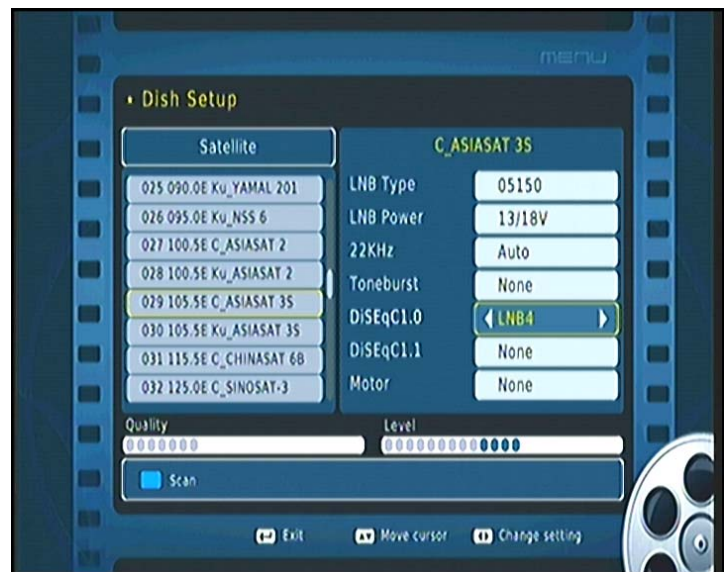 MENU
Dish Setup
Satellite
025 090.0E Ku_YAMAL 201
026 095.0E Ku_NSS 6
027 100.5E C_ASIASAT 2
028 100.5E Ku_ASIASAT 2
029 105.5E C_ASIASAT 3S
030 105.5E Ku_ASIASAT 3S
031 115.5E C_CHINASAT 6B
032 125.0E C_SINOSAT-3
C_ASIASAT 3S
LNB Type 05150
LNB Power 13/18V
22KHz Auto
Toneburst None
DiSEqC1.0 LNB4
DiSEqC1.1 None
Motor None
Quality
Level
Scan
Exit
Move cursor
Change setting